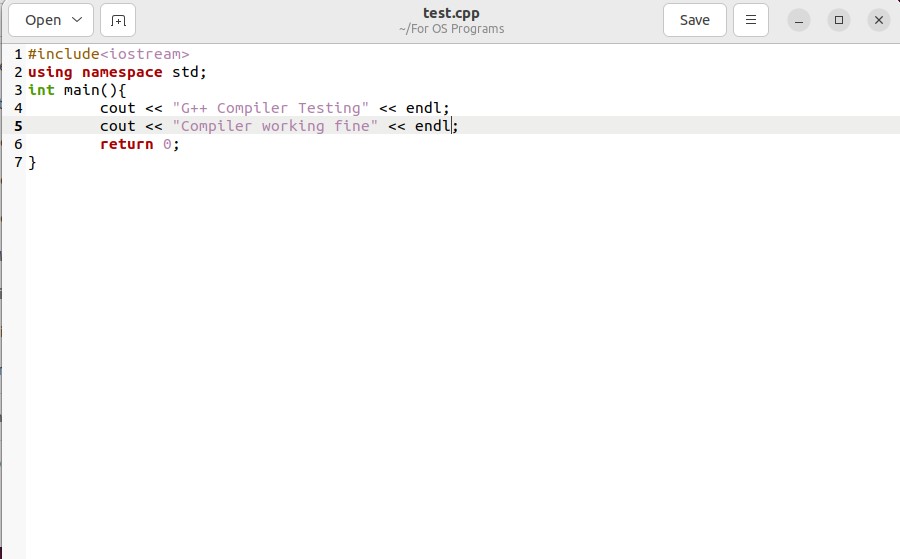 Open
test.cpp
~/For OS Programs
Save
1 #include<iostream>
2 using namespace std;
3 int main(){
4         cout << "G++ Compiler Testing" << endl;
5         cout << "Compiler working fine" << endl;
6         return 0;
7 }